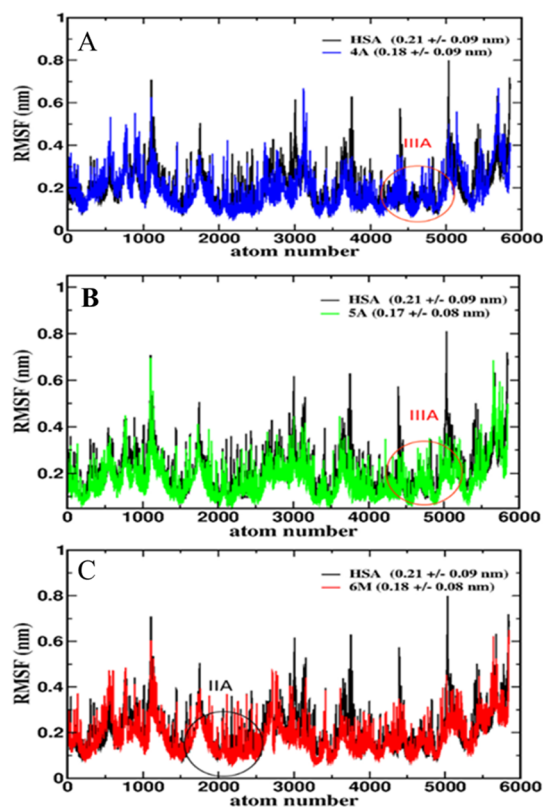 A
HSA (0.21 +/- 0.09 nm)
4A (0.18 +/- 0.09 nm)
RMSF (nm)
1
0.8
0.6
0.4
0.2
0
IIIA
0 1000 2000 3000 4000 5000 6000
atom number
B
HSA (0.21 +/- 0.09 nm)
5A (0.17 +/- 0.08 nm)
RMSF (nm)
1
0.8
0.6
0.4
0.2
IIIA
0 1000 2000 3000 4000 5000 6000
atom number
C
HSA (0.21 +/- 0.09 nm)
6M (0.18 +/- 0.08 nm)
RMSF (nm)
1
0.8
0.6
0.4
0.2
0
IIA
0 1000 2000 3000 4000 5000 6000
atom number